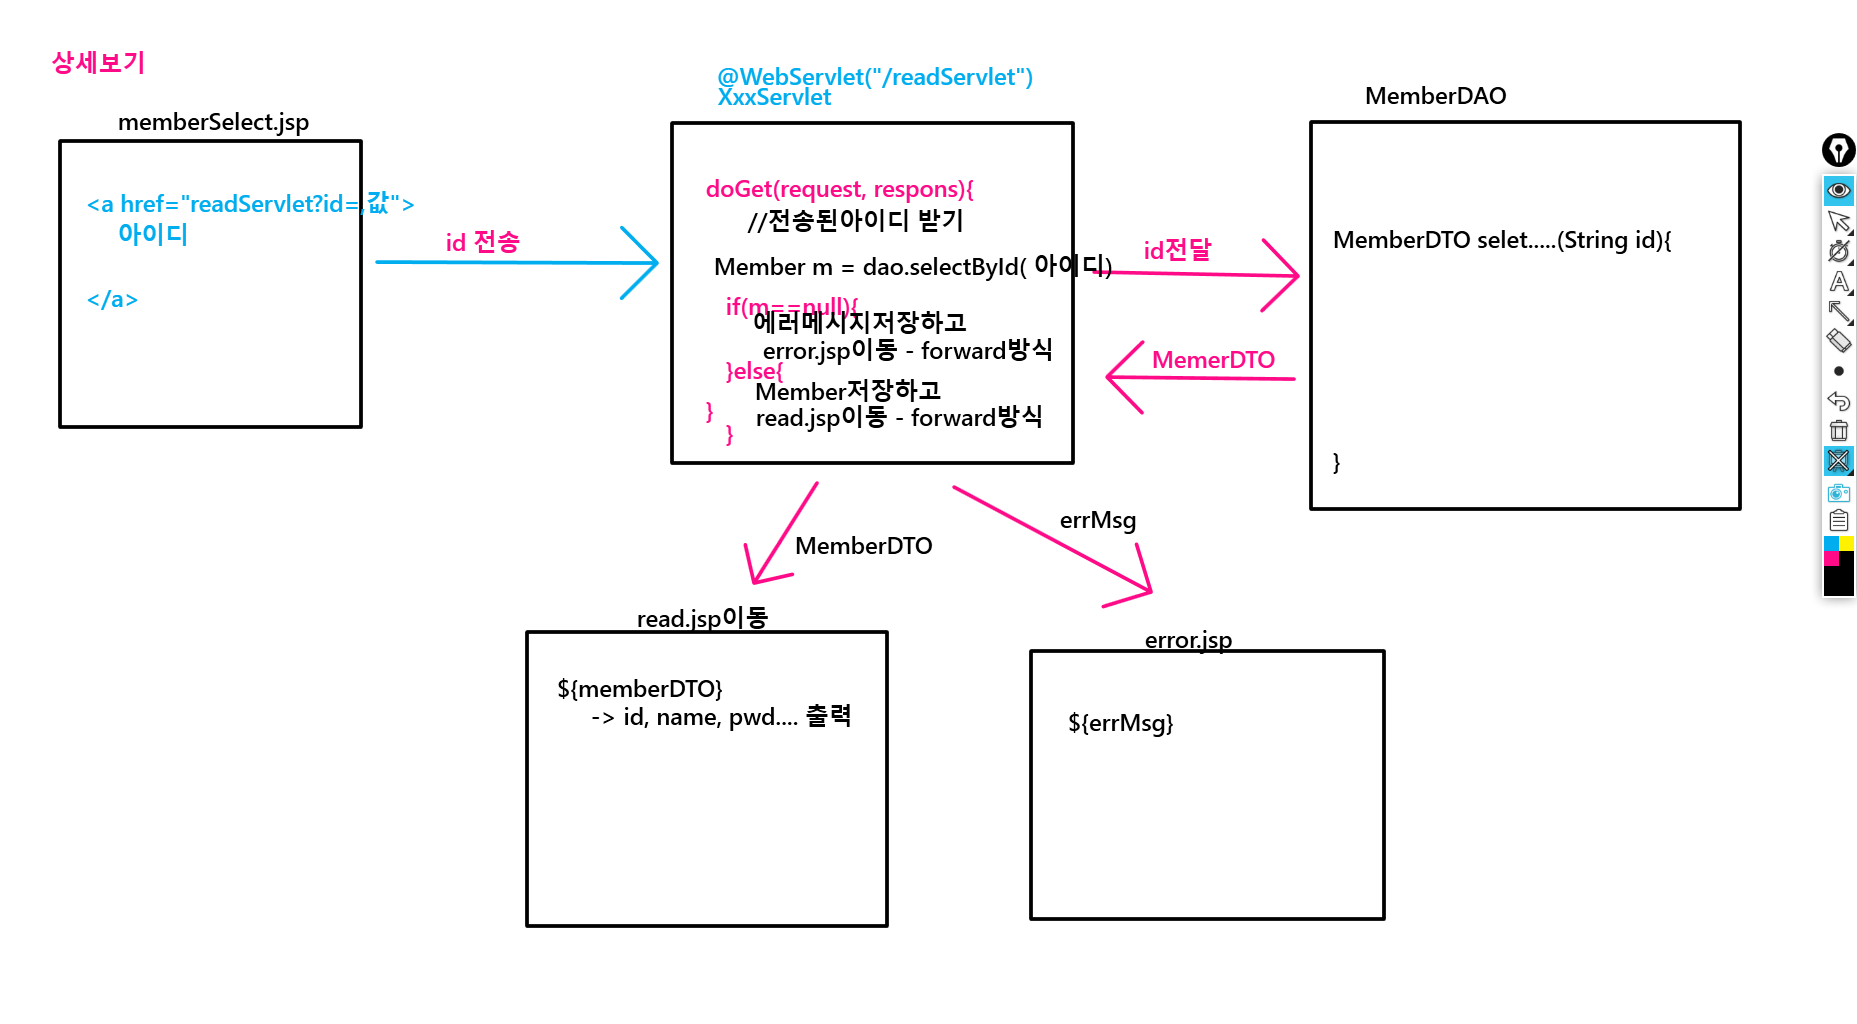 상세보기
memberSelect.jsp
<a href="readServlet?id=,값">
아이디
</a>
id 전송
@WebServlet("/readServlet")
XxxServlet
doGet(request, respons){
//전송된아이디 받기
Member m = dao.selectById( 아이디)
if(m==null){
에러메시지저장하고
error.jsp이동 - forward방식
}else{
Member저장하고
read.jsp이동 - forward방식
}
}
id전달
MemerDTO
MemberDAO
MemberDTO selet.....(String id){
}
MemberDTO
errMsg
read.jsp이동
${memberDTO}
-> id, name, pwd.... 출력
error.jsp
${errMsg}
A